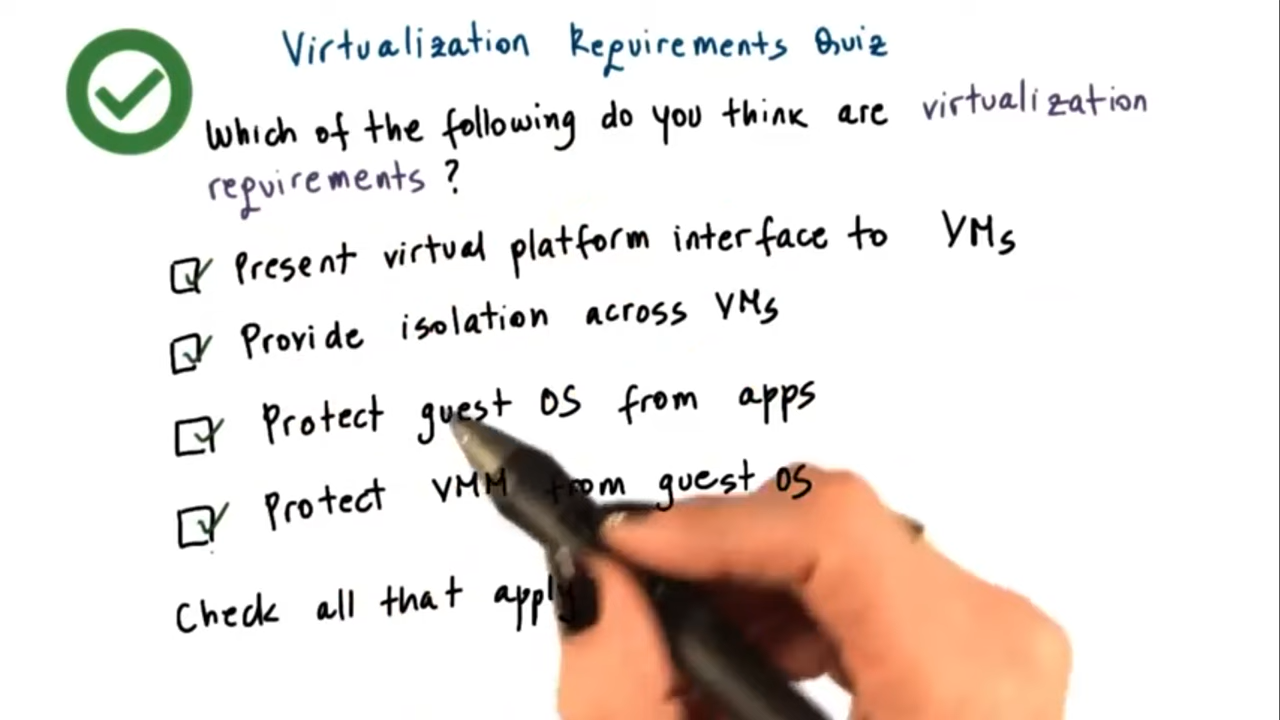 Virtualization Requirements Quiz
Which of the following do you think are virtualization
requirements?
Present virtual platform interface to VMs
Provide isolation across VMs
Protect guest OS from apps
Protect VMM from guest OS
Check all that apply